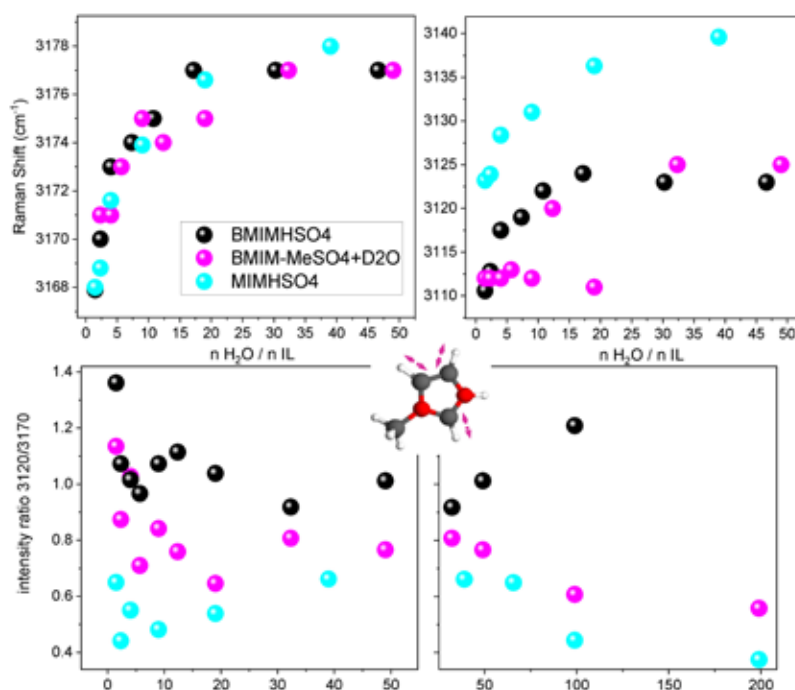 Raman Shift (cm-1)
3178
3176
3174
3172
3170
3168
0 5 10 15 20 25 30 35 40 45 50
n H2O / n IL
BMIMHSO4
BMIM-MeSO4+D2O
MIMHSO4
3140
3135
3130
3125
3120
3115
3110
0 5 10 15 20 25 30 35 40 45 50
n H2O / n IL
intensity ratio 3120/3170
1.4
1.2
1.0
0.8
0.6
0.4
0 10 20 30 40 50
50 100 150 200